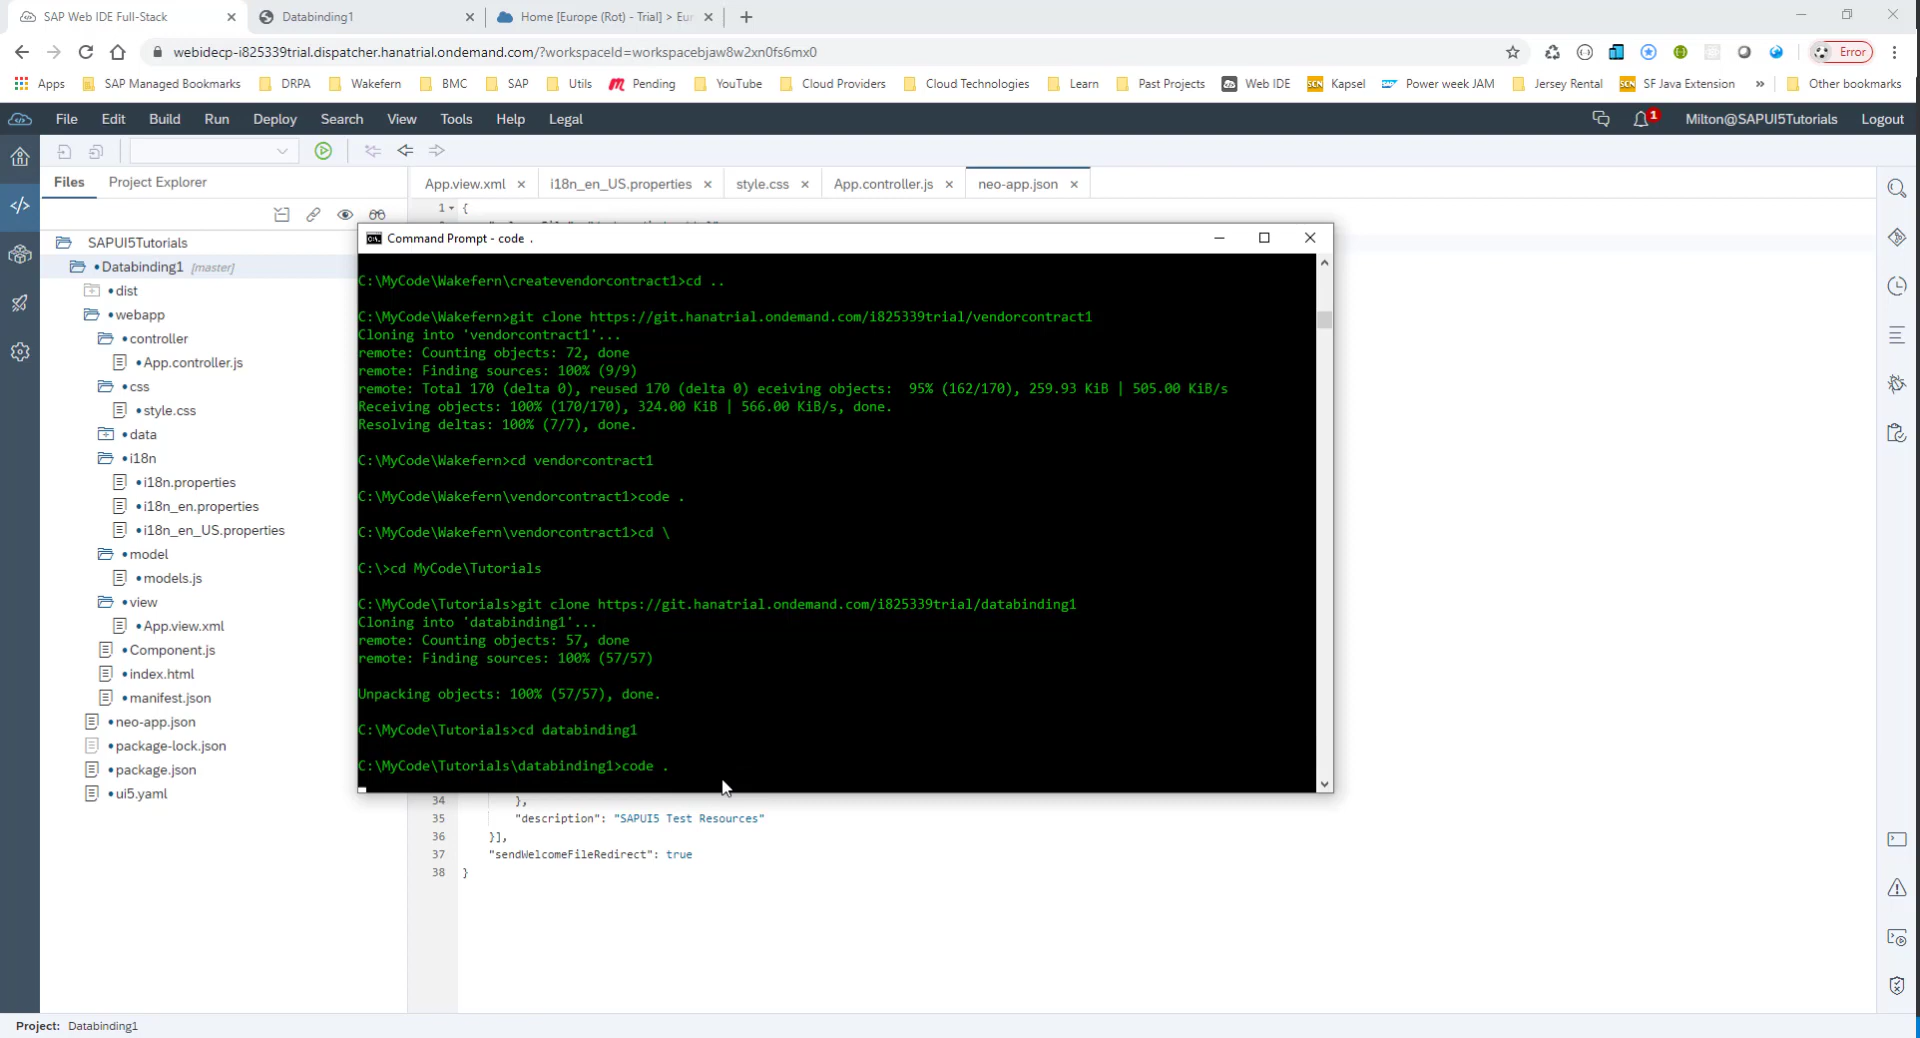 SAP Web IDE Full-Stack
Databinding1
Home [Europe (Rot) - Trial] > Eur
webidecp-i825339trial.dispatcher.hanatrial.ondemand.com/?workspaceId=workspacebjaw8w2xn0fs6mx0
Error
Apps SAP Managed Bookmarks DRPA Wakefern BMC SAP Utils Pending YouTube Cloud Providers Cloud Technologies Learn Past Projects Web IDE Kapsel Power week JAM Jersey Rental SF Java Extension » Other bookmarks
File Edit Build Run Deploy Search View Tools Help Legal
1
Milton@SAPUI5Tutorials Logout
Files Project Explorer
App.view.xml i18n_en_US.properties style.css App.controller.js neo-app.json
1 {
SAPUI5Tutorials
Databinding1 [master]
dist
webapp
controller
App.controller.js
css
style.css
data
i18n
i18n.properties
i18n_en.properties
i18n_en_US.properties
model
models.js
view
App.view.xml
Component.js
index.html
manifest.json
neo-app.json
package-lock.json
package.json
ui5.yaml
Command Prompt - code .
C:\MyCode\Wakefern\createvendorcontract1>cd ..
C:\MyCode\Wakefern>git clone https://git.hanatrial.ondemand.com/i825339trial/vendorcontract1
Cloning into 'vendorcontract1'...
remote: Counting objects: 72, done
remote: Finding sources: 100% (9/9)
remote: Total 170 (delta 0), reused 170 (delta 0) eceiving objects:  95% (162/170), 259.93 KiB | 505.00 KiB/s
Receiving objects: 100% (170/170), 324.00 KiB | 566.00 KiB/s, done.
Resolving deltas: 100% (7/7), done.
C:\MyCode\Wakefern>cd vendorcontract1
C:\MyCode\Wakefern\vendorcontract1>code .
C:\MyCode\Wakefern\vendorcontract1>cd \
C:\>cd MyCode\Tutorials
C:\MyCode\Tutorials>git clone https://git.hanatrial.ondemand.com/i825339trial/databinding1
Cloning into 'databinding1'...
remote: Counting objects: 57, done
remote: Finding sources: 100% (57/57)
Unpacking objects: 100% (57/57), done.
C:\MyCode\Tutorials>cd databinding1
C:\MyCode\Tutorials\databinding1>code .
34 },
35 "description": "SAPUI5 Test Resources"
36 }],
37 "sendWelcomeFileRedirect": true
38 }
Project: Databinding1